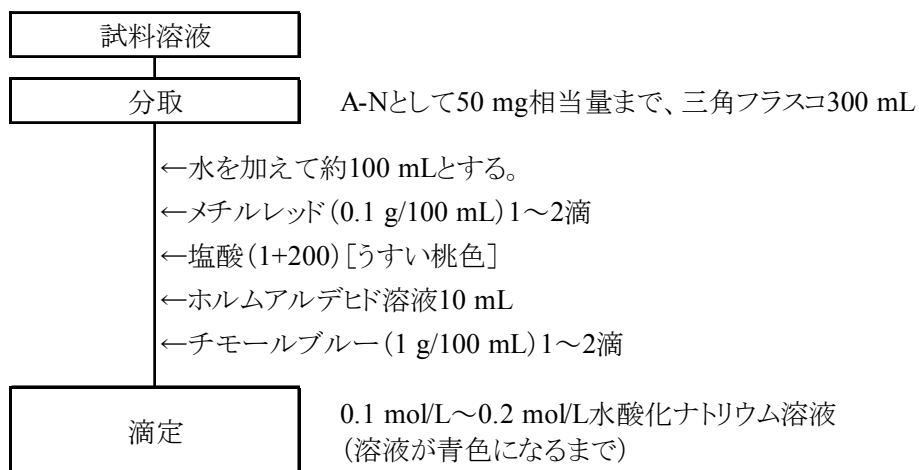 試料溶液
分取
A-Nとして50 mg相当量まで、三角フラスコ300 mL
←水を加えて約100 mLとする。
←メチルレッド(0.1 g/100 mL)1~2滴
←塩酸(1+200)[うすい桃色]
←ホルムアルデヒド溶液10 mL
←チモールブルー(1 g/100 mL)1~2滴
滴定
0.1 mol/L~0.2 mol/L水酸化ナトリウム溶液
(溶液が青色になるまで)